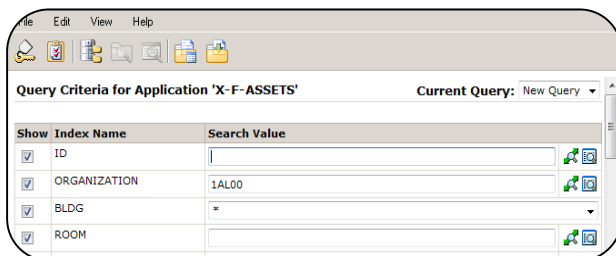 File Edit View Help
Query Criteria for Application 'X-F-ASSETS' Current Query: New Query
Show Index Name Search Value
ID
ORGANIZATION 1AL00
BLDG *
ROOM